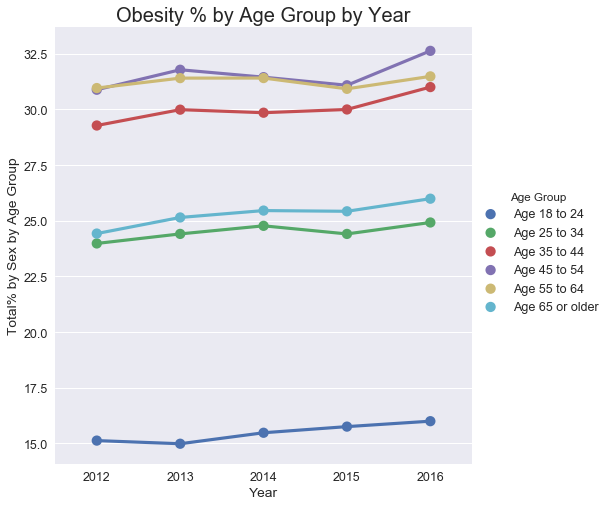 Obesity % by Age Group by Year
Total% by Sex by Age Group
32.5
30.0
27.5
25.0
22.5
20.0
17.5
15.0
2012 2013 2014 2015 2016
Year
Age Group
Age 18 to 24
Age 25 to 34
Age 35 to 44
Age 45 to 54
Age 55 to 64
Age 65 or older